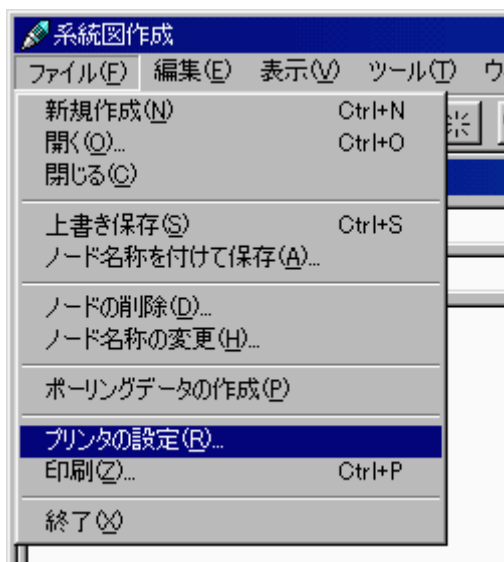 系統図作成
ファイル(F) 編集(E) 表示(V) ツール(T) ウ
新規作成(N) Ctrl+N
開く(O)... Ctrl+O
閉じる(C)
上書き保存(S) Ctrl+S
ノード名称を付けて保存(A)...
ノードの削除(D)...
ノード名称の変更(H)...
ポーリングデータの作成(P)
プリンタの設定(R)...
印刷(Z)... Ctrl+P
終了(X)